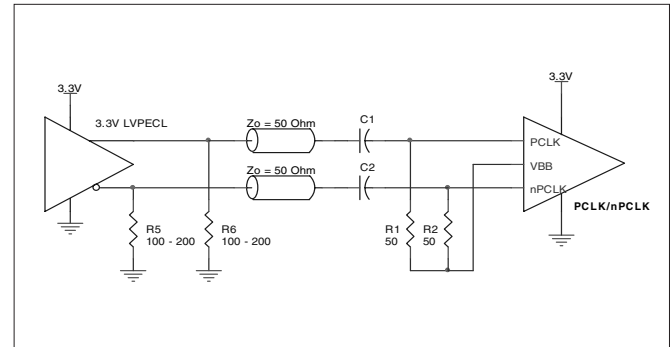 3.3V
3.3V
3.3V LVPECL
Zo = 50 Ohm
C1
PCLK
Zo = 50 Ohm
C2
VBB
nPCLK
PCLK/nPCLK
R5
100 - 200
R6
100 - 200
R1
50
R2
50